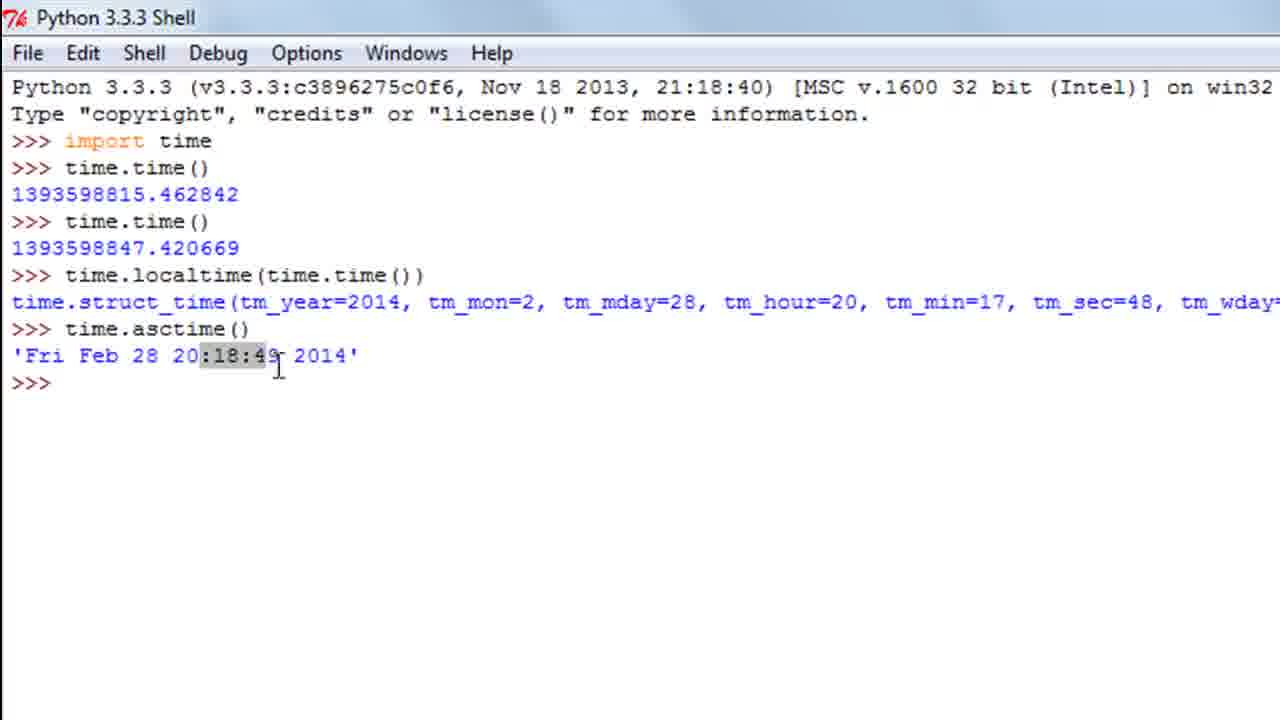 Python 3.3.3 Shell
File Edit Shell Debug Options Windows Help
Python 3.3.3 (v3.3.3:c3896275c0f6, Nov 18 2013, 21:18:40) [MSC v.1600 32 bit (Intel)] on win32
Type "copyright", "credits" or "license()" for more information.
>>> import time
>>> time.time()
1393598815.462842
>>> time.time()
1393598847.420669
>>> time.localtime(time.time())
time.struct_time(tm_year=2014, tm_mon=2, tm_mday=28, tm_hour=20, tm_min=17, tm_sec=48, tm_wday=
>>> time.asctime()
'Fri Feb 28 20:18:49 2014'
>>>